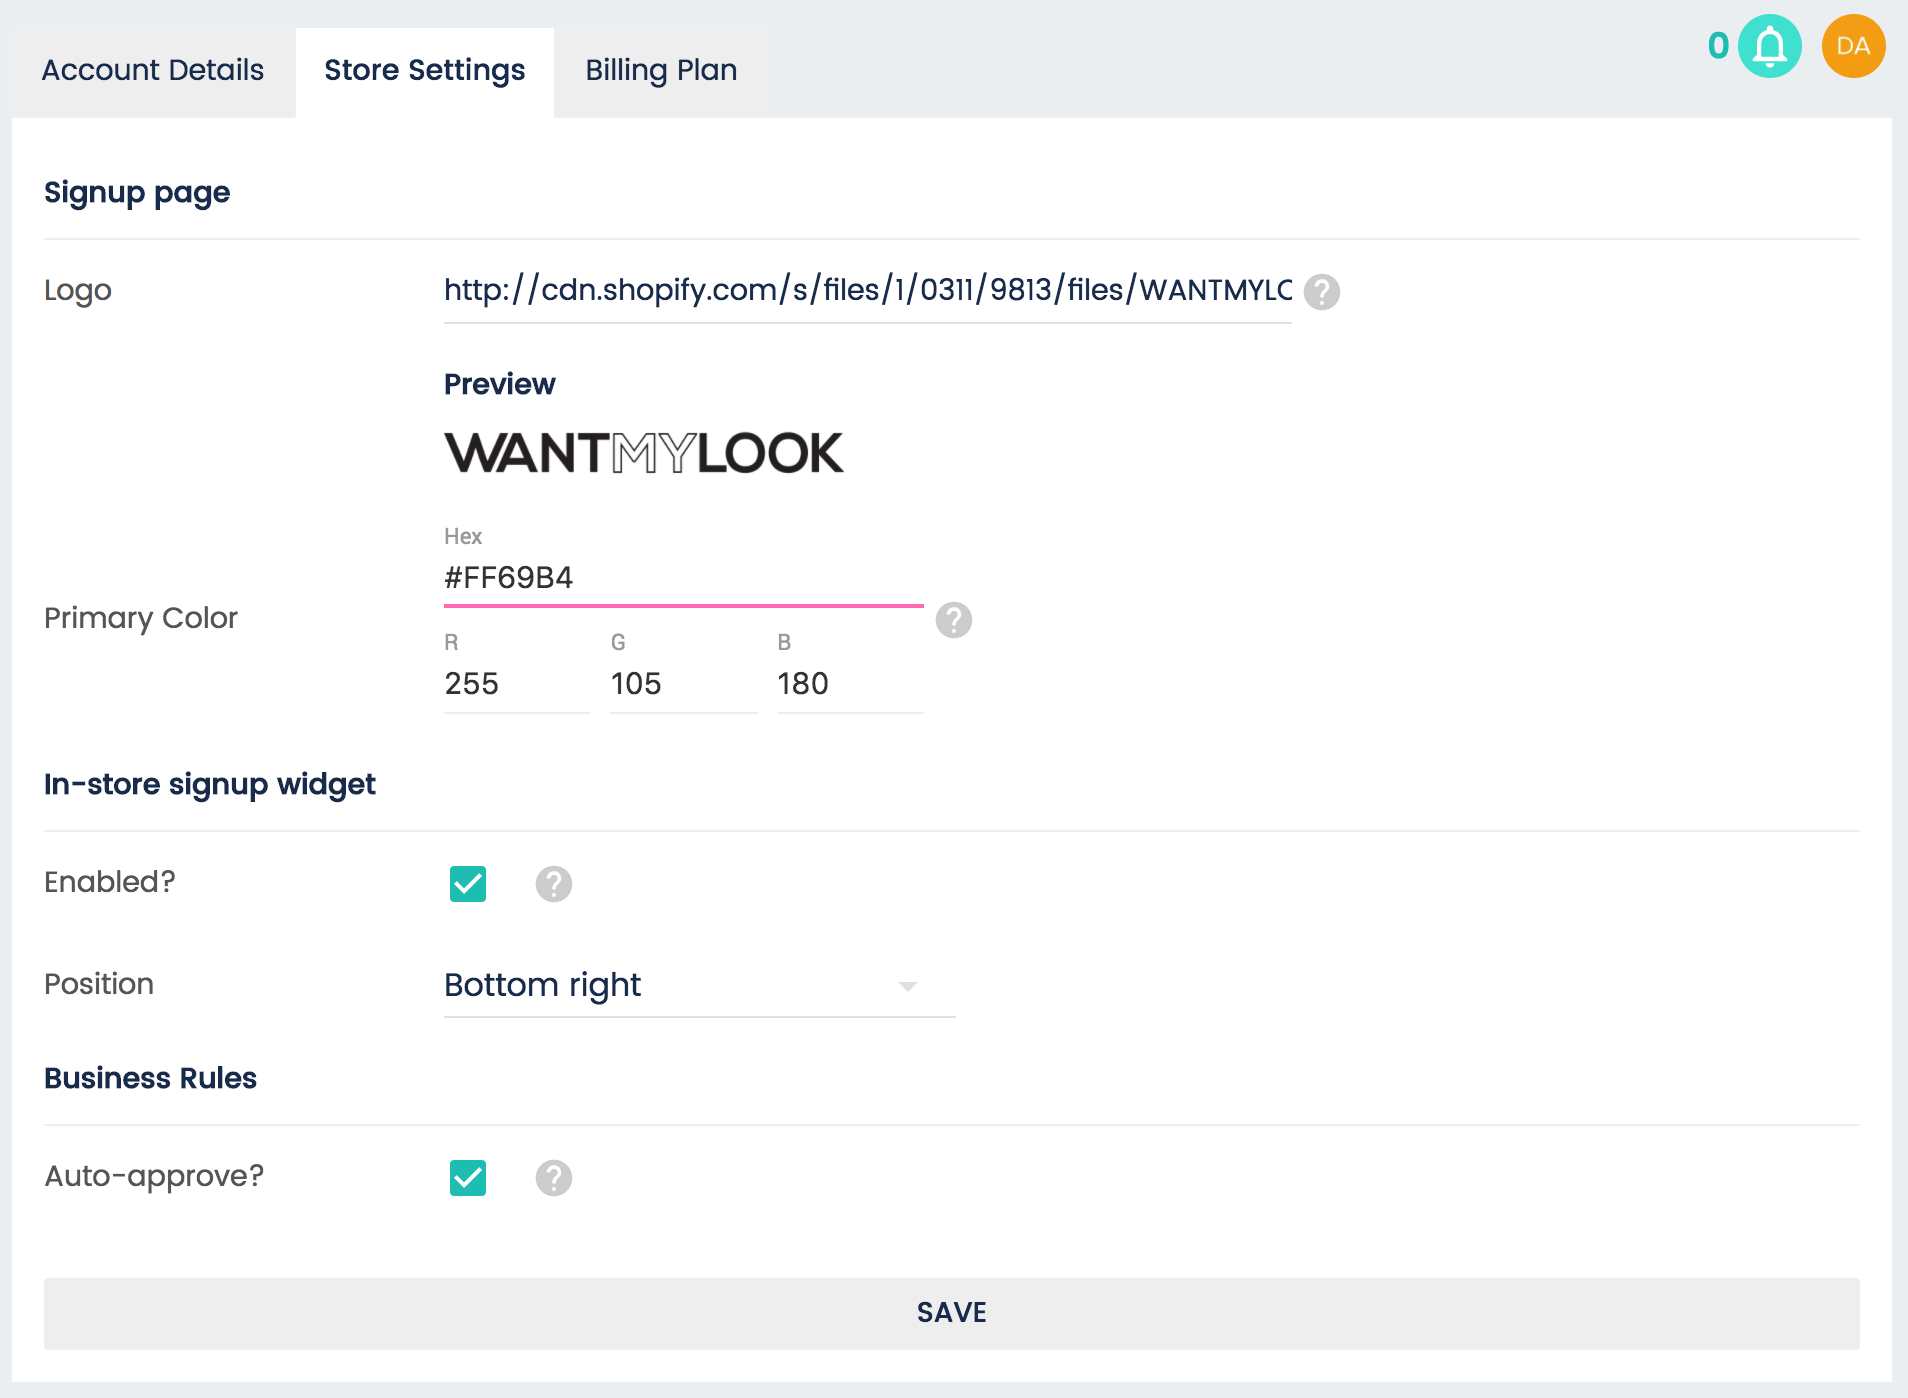 Account Details
Store Settings
Billing Plan
0
DA
Signup page
Logo
http://cdn.shopify.com/s/files/1/0311/9813/files/WANTMYLO
?
Preview
WANTMYLOOK
Hex
#FF69B4
Primary Color
?
R
G
B
255
105
180
In-store signup widget
Enabled?
?
Position
Bottom right
Business Rules
Auto-approve?
?
SAVE